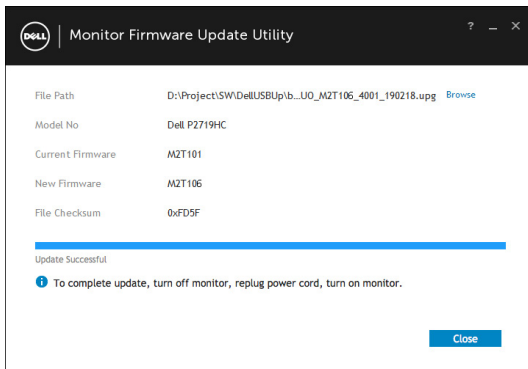 DELL Monitor Firmware Update Utility ? _ ×
File Path D:\Project\SW\DellUSBUp\b...UO_M2T106_4001_190218.upg Browse
Model No Dell P2719HC
Current Firmware M2T101
New Firmware M2T106
File Checksum 0xFD5F
Update Successful
i To complete update, turn off monitor, replug power cord, turn on monitor.
Close